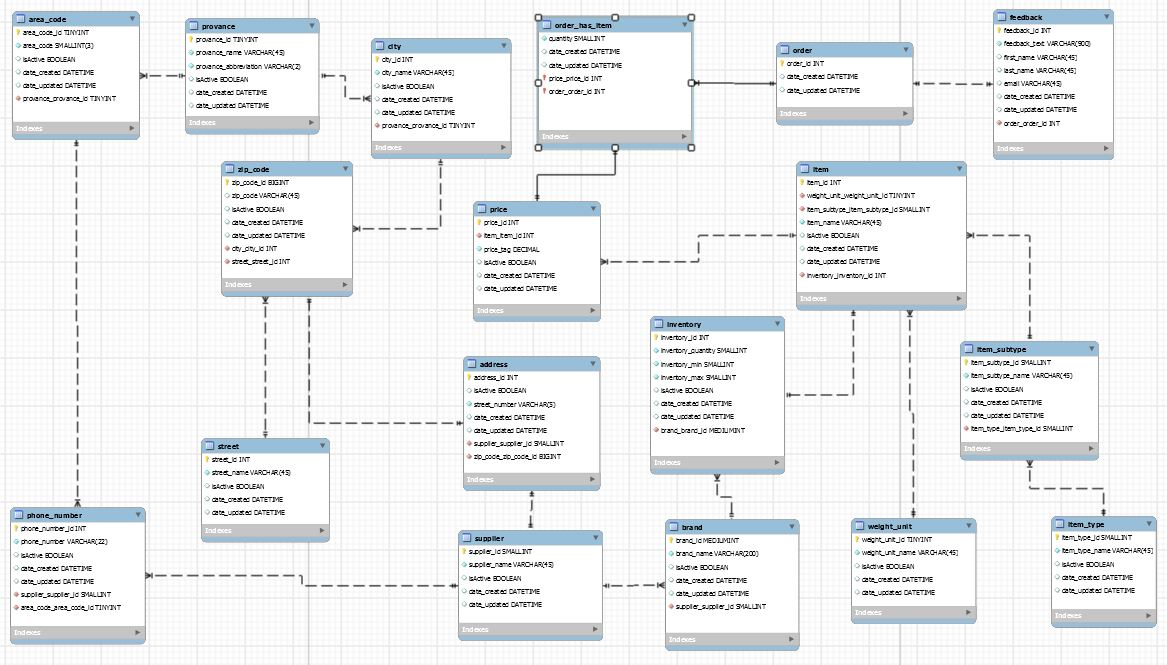 area_code
area_code_id TINYINT
area_code SMALLINT(3)
isActive BOOLEAN
date_created DATETIME
date_updated DATETIME
provance_provance_id TINYINT
Indexes
provance
provance_id TINYINT
provance_name VARCHAR(45)
provance_abbreviation VARCHAR(2)
isActive BOOLEAN
date_created DATETIME
date_updated DATETIME
Indexes
city
city_id INT
city_name VARCHAR(45)
isActive BOOLEAN
date_created DATETIME
date_updated DATETIME
provance_provance_id TINYINT
Indexes
order_has_item
quantity SMALLINT
date_created DATETIME
date_updated DATETIME
price_price_id INT
order_order_id INT
Indexes
order
order_id INT
date_created DATETIME
date_updated DATETIME
Indexes
feedback
feedback_id INT
feedback_text VARCHAR(900)
first_name VARCHAR(45)
last_name VARCHAR(45)
email VARCHAR(45)
date_created DATETIME
date_updated DATETIME
order_order_id INT
Indexes
zip_code
zip_code_id BIGINT
zip_code VARCHAR(45)
isActive BOOLEAN
date_created DATETIME
date_updated DATETIME
city_city_id INT
street_street_id INT
Indexes
price
price_id INT
item_item_id INT
price_tag DECIMAL
isActive BOOLEAN
date_created DATETIME
date_updated DATETIME
Indexes
item
item_id INT
weight_unit_weight_unit_id TINYINT
item_subtype_item_subtype_id SMALLINT
item_name VARCHAR(45)
isActive BOOLEAN
date_created DATETIME
date_updated DATETIME
inventory_inventory_id INT
Indexes
inventory
inventory_id INT
inventory_quantity SMALLINT
inventory_min SMALLINT
inventory_max SMALLINT
isActive BOOLEAN
date_created DATETIME
date_updated DATETIME
brand_brand_id MEDIUMINT
Indexes
address
address_id INT
isActive BOOLEAN
street_number VARCHAR(5)
date_created DATETIME
date_updated DATETIME
supplier_supplier_id SMALLINT
zip_code_zip_code_id BIGINT
Indexes
item_subtype
item_subtype_id SMALLINT
item_subtype_name VARCHAR(45)
isActive BOOLEAN
date_created DATETIME
date_updated DATETIME
item_type_item_type_id SMALLINT
Indexes
street
street_id INT
street_name VARCHAR(45)
isActive BOOLEAN
date_created DATETIME
date_updated DATETIME
Indexes
phone_number
phone_number_id INT
phone_number VARCHAR(22)
isActive BOOLEAN
date_created DATETIME
date_updated DATETIME
supplier_supplier_id SMALLINT
area_code_area_code_id TINYINT
Indexes
supplier
supplier_id SMALLINT
supplier_name VARCHAR(45)
isActive BOOLEAN
date_created DATETIME
date_updated DATETIME
Indexes
brand
brand_id MEDIUMINT
brand_name VARCHAR(200)
isActive BOOLEAN
date_created DATETIME
date_updated DATETIME
supplier_supplier_id SMALLINT
Indexes
weight_unit
weight_unit_id TINYINT
weight_unit_name VARCHAR(45)
isActive BOOLEAN
date_created DATETIME
date_updated DATETIME
Indexes
item_type
item_type_id SMALLINT
item_type_name VARCHAR(45)
isActive BOOLEAN
date_created DATETIME
date_updated DATETIME
Indexes